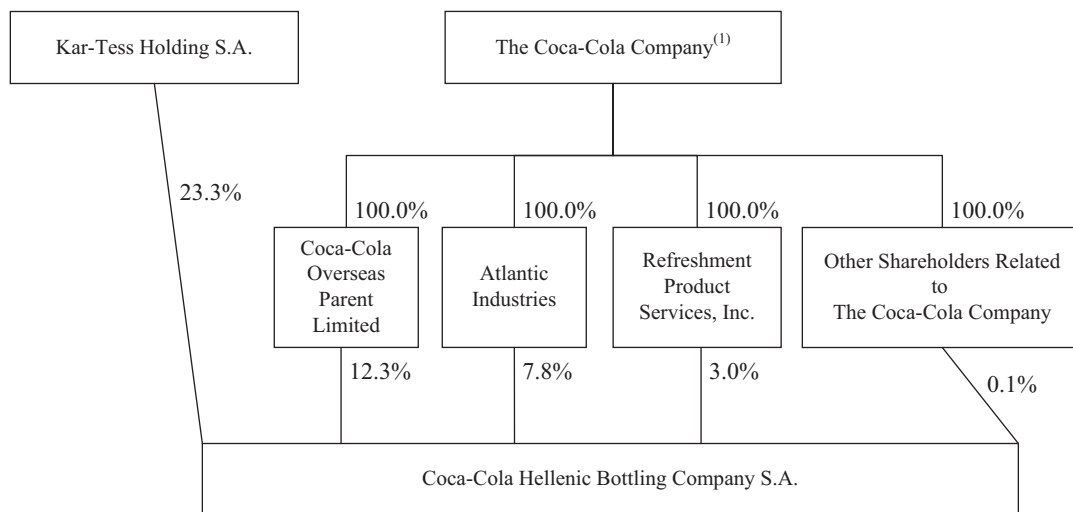 Kar-Tess Holding S.A.
The Coca-Cola Company(1)
23.3%
100.0%
100.0%
100.0%
100.0%
Coca-Cola
Overseas
Parent
Limited
Atlantic
Industries
Refreshment
Product
Services, Inc.
Other Shareholders Related
to
The Coca-Cola Company
12.3%
7.8%
3.0%
0.1%
Coca-Cola Hellenic Bottling Company S.A.